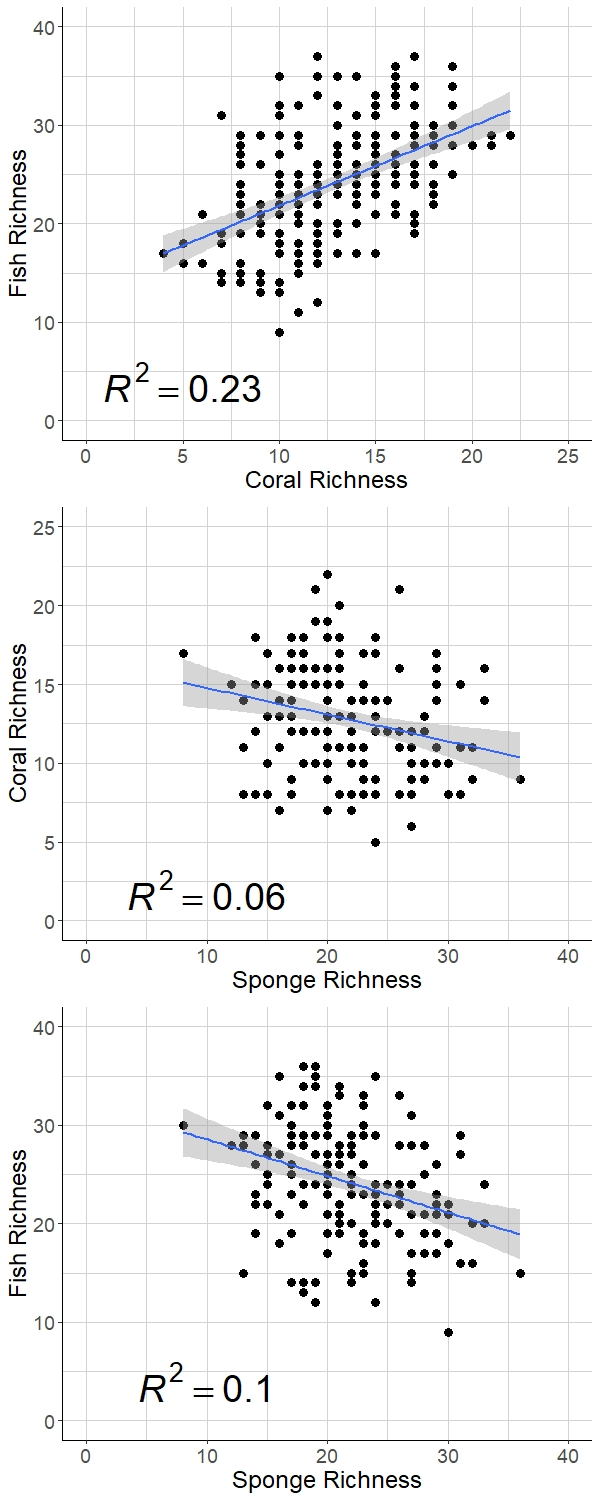 40
30
20
10
0
Fish Richness
R² = 0.23
0 5 10 15 20 25
Coral Richness
25
20
15
10
5
0
Coral Richness
R² = 0.06
0 10 20 30 40
Sponge Richness
40
30
20
10
0
Fish Richness
R² = 0.1
0 10 20 30 40
Sponge Richness